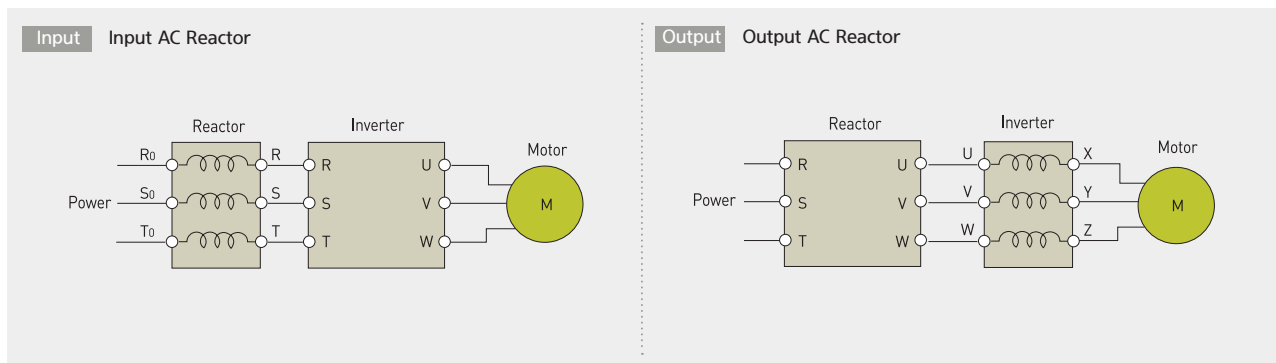 Input Input AC Reactor
Reactor Inverter
Motor
R0 R R U
Power S0 S S V M
T0 T T W
Output Output AC Reactor
Reactor Inverter
Motor
R U U X
Power S V V Y M
T W W Z